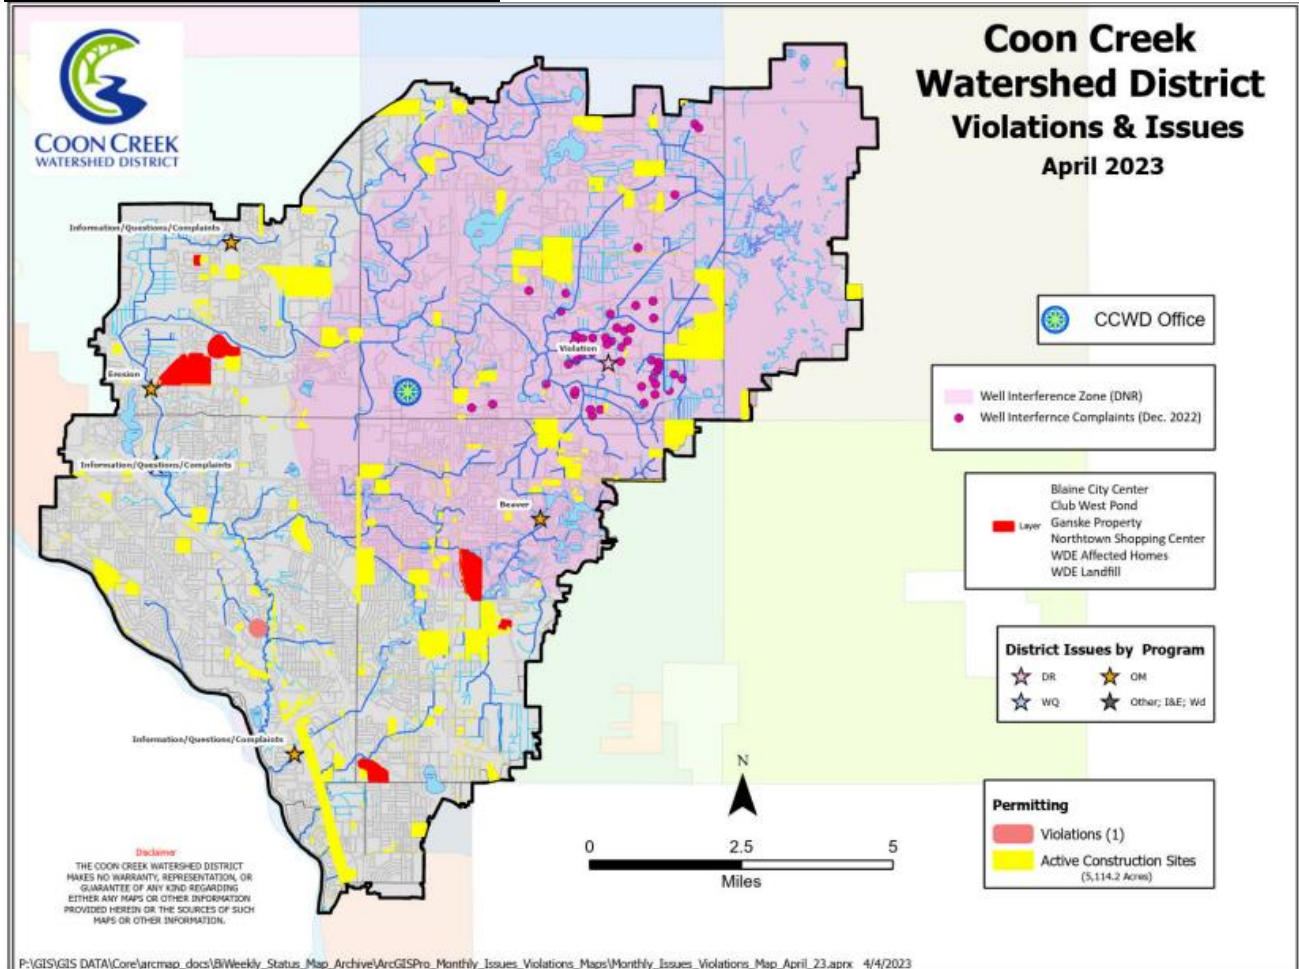 Coon Creek
Watershed District
Violations & Issues
April 2023
COON CREEK
WATERSHED DISTRICT
Information/Questions/Complaints
Violation
Erosion
Information/Questions/Complaints
Beaver
Information/Questions/Complaints
CCWD Office
Well Interference Zone (DNR)
Well Interfernce Complaints (Dec. 2022)
Blaine City Center
Club West Pond
Layer Ganske Property
Northtown Shopping Center
WDE Affected Homes
WDE Landfill
District Issues by Program
DR OM
WQ Other; I&E; Wd
N
0 2.5 5
Miles
Permitting
Violations (1)
Active Construction Sites
(5,114.2 Acres)
Disclaimer
THE COON CREEK WATERSHED DISTRICT
MAKES NO WARRANTY, REPRESENTATION, OR
GUARANTEE OF ANY KIND REGARDING
EITHER ANY MAPS OR OTHER INFORMATION
PROVIDED HEREIN OR THE SOURCES OF SUCH
MAPS OR OTHER INFORMATION.
P:\GIS\GIS DATA\Core\arcmap_docs\BiWeekly_Status_Map_Archive\ArcGISPro_Monthly_Issues_Violations_Maps\Monthly_Issues_Violations_Map_April_23.aprx 4/4/2023